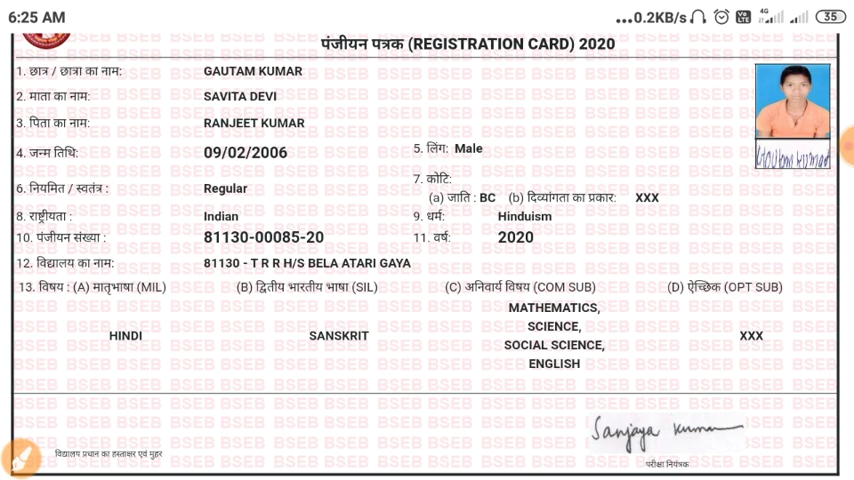 6:25 AM ...0.2KB/s 4G 35
पंजीयन पत्रक (REGISTRATION CARD) 2020
1. छात्र / छात्रा का नाम: GAUTAM KUMAR
2. माता का नाम: SAVITA DEVI
3. पिता का नाम: RANJEET KUMAR
4. जन्म तिथि: 09/02/2006 5. लिंग: Male
Gautam kumar
6. नियमित / स्वतंत्र : Regular 7. कोटि:
(a) जाति : BC (b) दिव्यांगता का प्रकार: XXX
8. राष्ट्रीयता : Indian 9. धर्म: Hinduism
10. पंजीयन संख्या : 81130-00085-20 11. वर्ष: 2020
12. विद्यालय का नाम: 81130 - T R R H/S BELA ATARI GAYA
13. विषय : (A) मातृभाषा (MIL) (B) द्वितीय भारतीय भाषा (SIL) (C) अनिवार्य विषय (COM SUB) (D) ऐच्छिक (OPT SUB)
HINDI SANSKRIT MATHEMATICS, XXX
SCIENCE,
SOCIAL SCIENCE,
ENGLISH
Sanjaya Kumar
विद्यालय प्रधान का हस्ताक्षर एवं मुहर परीक्षा नियंत्रक